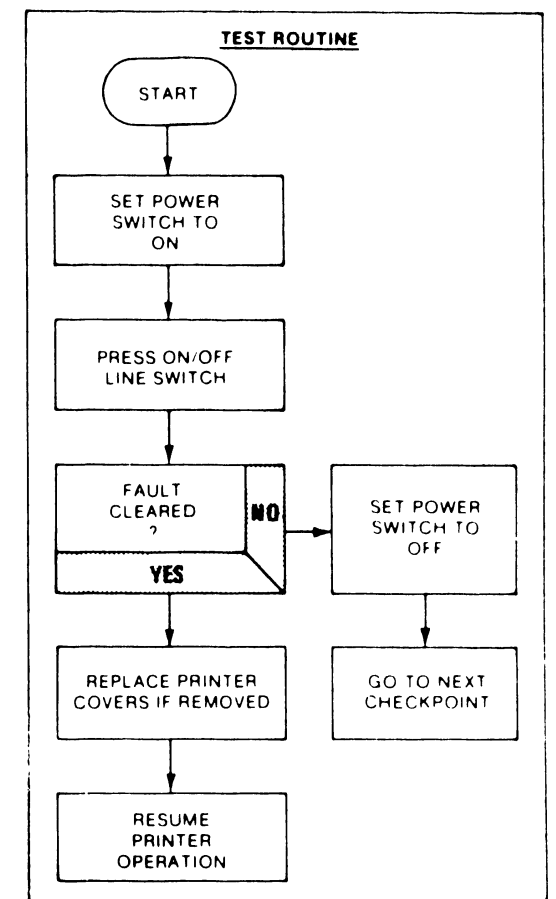 TEST ROUTINE
START
SET POWER
SWITCH TO
ON
PRESS ON/OFF
LINE SWITCH
FAULT
CLEARED
?
NO
YES
SET POWER
SWITCH TO
OFF
REPLACE PRINTER
COVERS IF REMOVED
GO TO NEXT
CHECKPOINT
RESUME
PRINTER
OPERATION